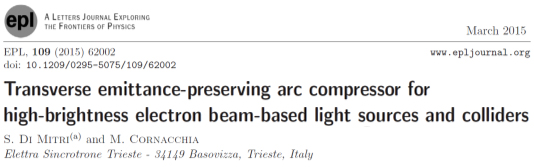 epl
A Letters Journal Exploring
the Frontiers of Physics
March 2015
EPL, 109 (2015) 62002
www.epljournal.org
doi: 10.1209/0295-5075/109/62002
Transverse emittance-preserving arc compressor for
high-brightness electron beam-based light sources and colliders
S. Di Mitri(a) and M. Cornacchia
Elettra Sincrotrone Trieste - 34149 Basovizza, Trieste, Italy